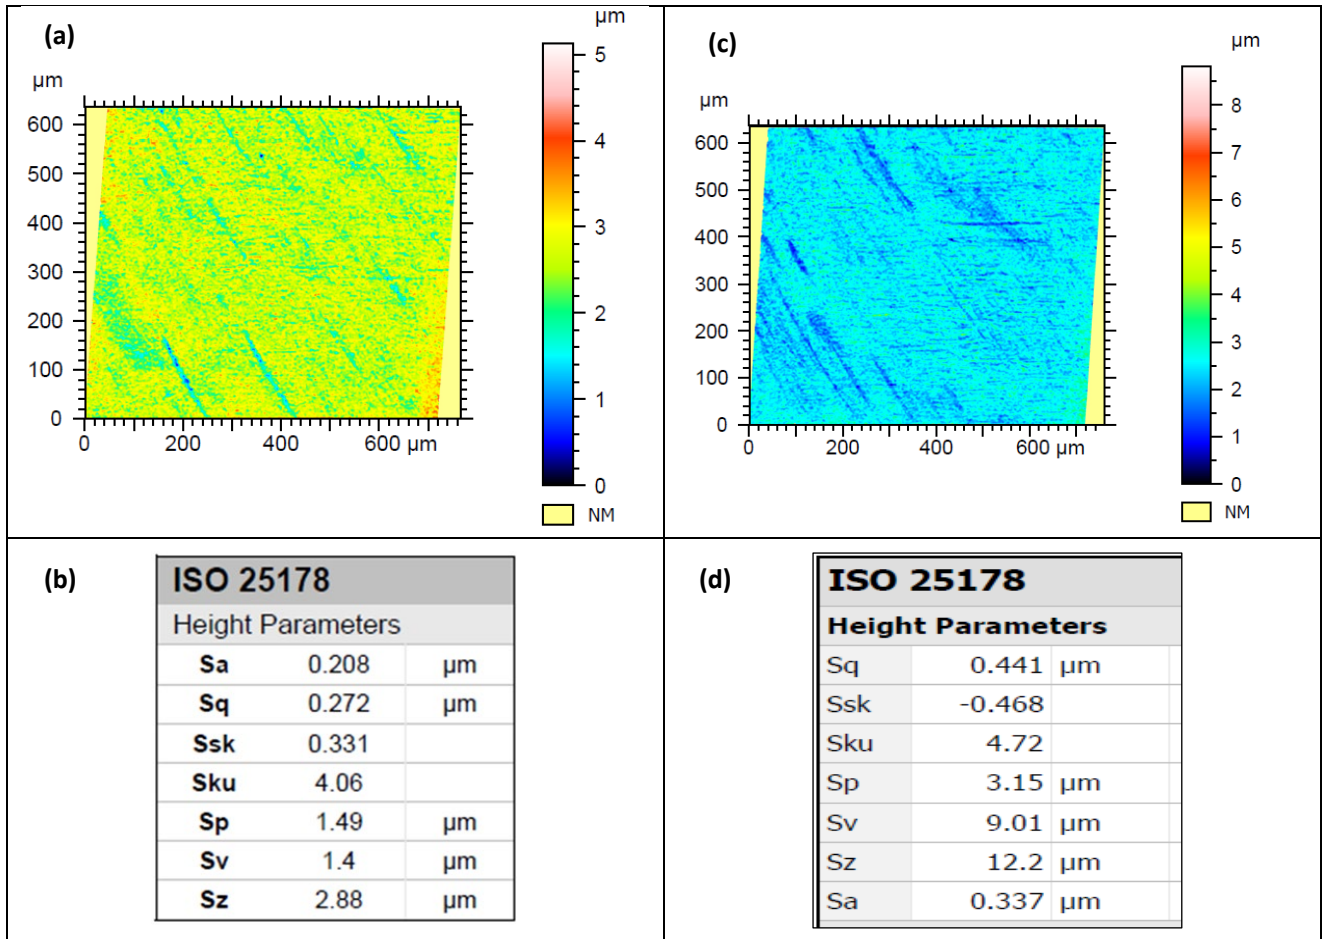 (a)
µm
µm
5
4
3
2
1
0
NM
600
500
400
300
200
100
0
0 200 400 600 µm
(c)
µm
µm
8
7
6
5
4
3
2
1
0
NM
600
500
400
300
200
100
0
0 200 400 600 µm
(b)
ISO 25178
Height Parameters
Sa 0.208 µm
Sq 0.272 µm
Ssk 0.331
Sku 4.06
Sp 1.49 µm
Sv 1.4 µm
Sz 2.88 µm
(d)
ISO 25178
Height Parameters
Sq 0.441 µm
Ssk -0.468
Sku 4.72
Sp 3.15 µm
Sv 9.01 µm
Sz 12.2 µm
Sa 0.337 µm